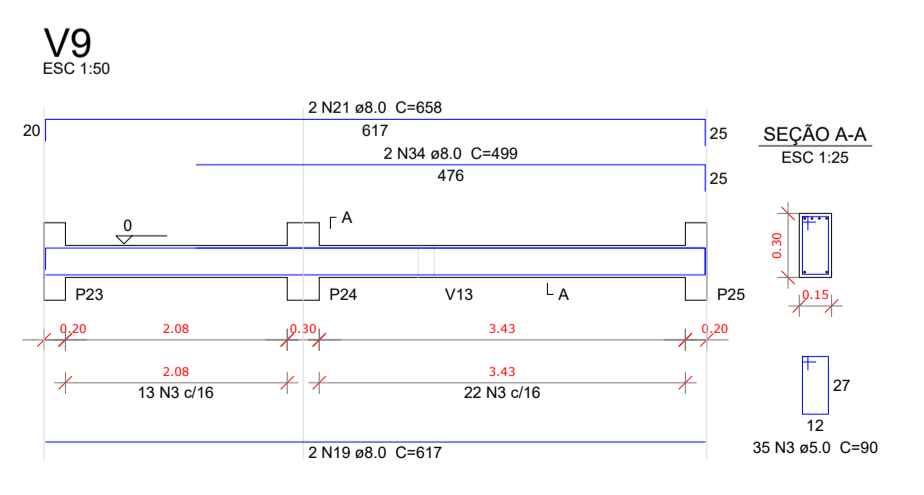 V9
ESC 1:50
2 N21 ø8.0 C=658
20
617
25
2 N34 ø8.0 C=499
476
25
SEÇÃO A-A
ESC 1:25
A
0
0.30
P23
P24
V13
A
P25
0.15
0.20
2.08
0.30
3.43
0.20
2.08
3.43
13 N3 c/16
22 N3 c/16
27
12
2 N19 ø8.0 C=617
35 N3 ø5.0 C=90